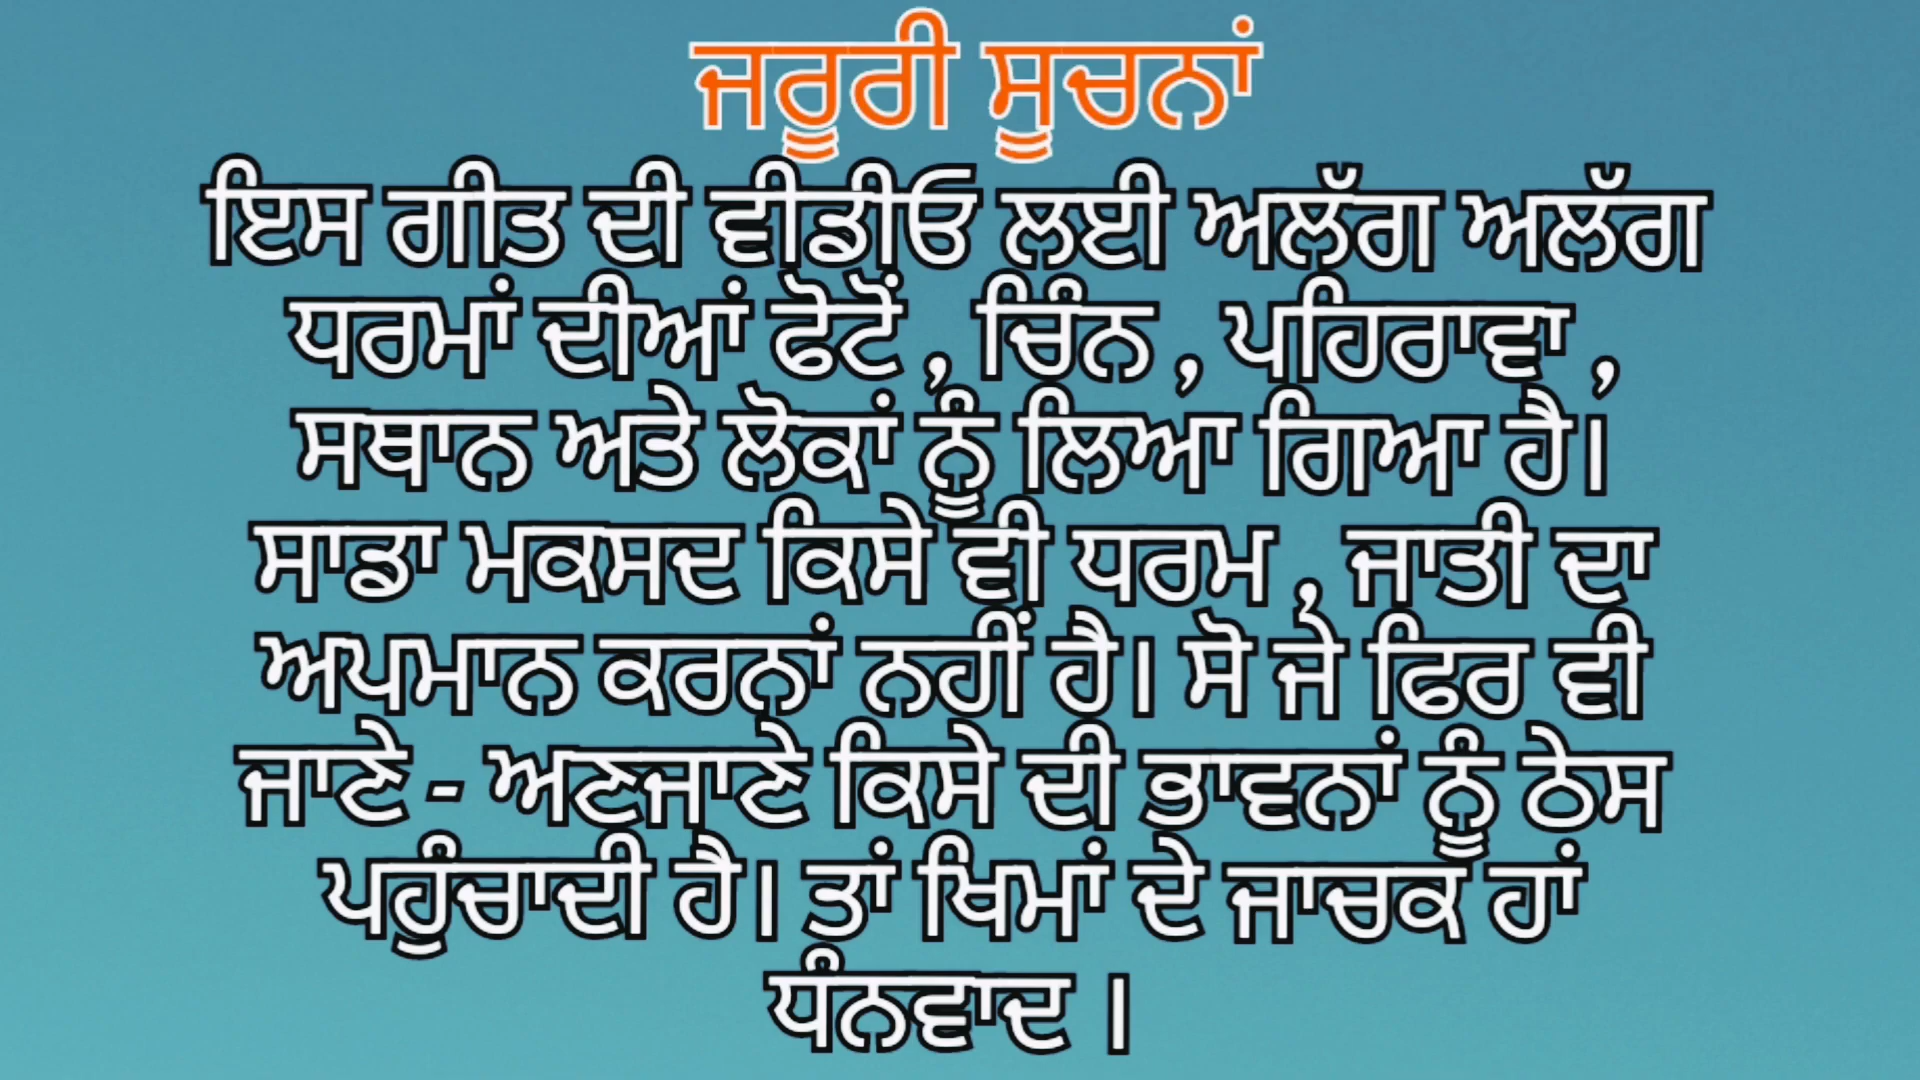 ਜਰੂਰੀ ਸੂਚਨਾਂ
ਇਸ ਗੀਤ ਦੀ ਵੀਡੀਓ ਲਈ ਅਲੱਗ ਅਲੱਗ
ਧਰਮਾਂ ਦੀਆਂ ਫੋਟੋਂ , ਚਿੰਨ , ਪਹਿਰਾਵਾ ,
ਸਥਾਨ ਅਤੇ ਲੋਕਾਂ ਨੂੰ ਲਿਆ ਗਿਆ ਹੈ।
ਸਾਡਾ ਮਕਸਦ ਕਿਸੇ ਵੀ ਧਰਮ , ਜਾਤੀ ਦਾ
ਅਪਮਾਨ ਕਰਨਾਂ ਨਹੀਂ ਹੈ। ਸੋ ਜੇ ਫਿਰ ਵੀ
ਜਾਣੇ - ਅਣਜਾਣੇ ਕਿਸੇ ਦੀ ਭਾਵਨਾਂ ਨੂੰ ਠੇਸ
ਪਹੁੰਚਾਦੀ ਹੈ। ਤਾਂ ਖਿਮਾਂ ਦੇ ਜਾਚਕ ਹਾਂ
ਧੰਨਵਾਦ ।